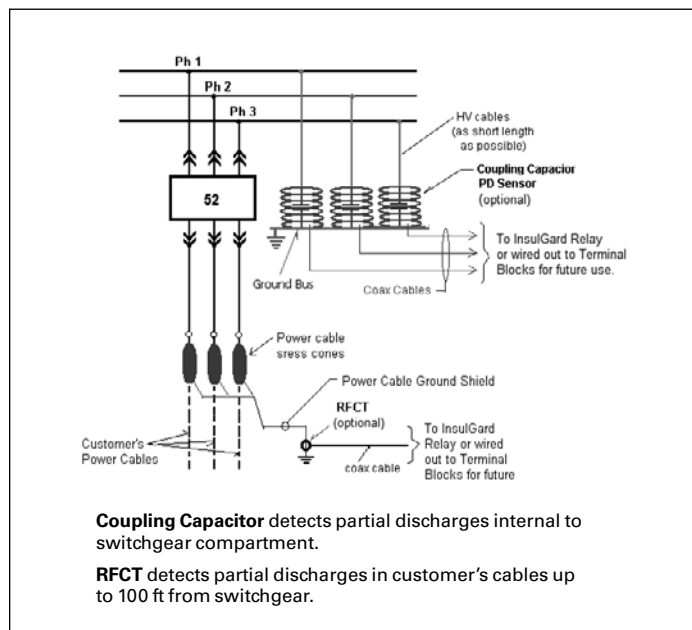 Ph 1
Ph 2
Ph 3
HV cables
(as short length
as possible)
Coupling Capacior
PD Sensor
(optional)
52
To InsulGard Relay
or wired out to Terminal
Blocks for future use.
Ground Bus
Coax Cables
Power cable
sress cones
Power Cable Ground Shield
RFCT
(optional)
To InsulGard
Relay or wired
out to Terminal
Blocks for future
Customer's
Power Cables
coax cable
Coupling Capacitor detects partial discharges internal to
switchgear compartment.
RFCT detects partial discharges in customer's cables up
to 100 ft from switchgear.